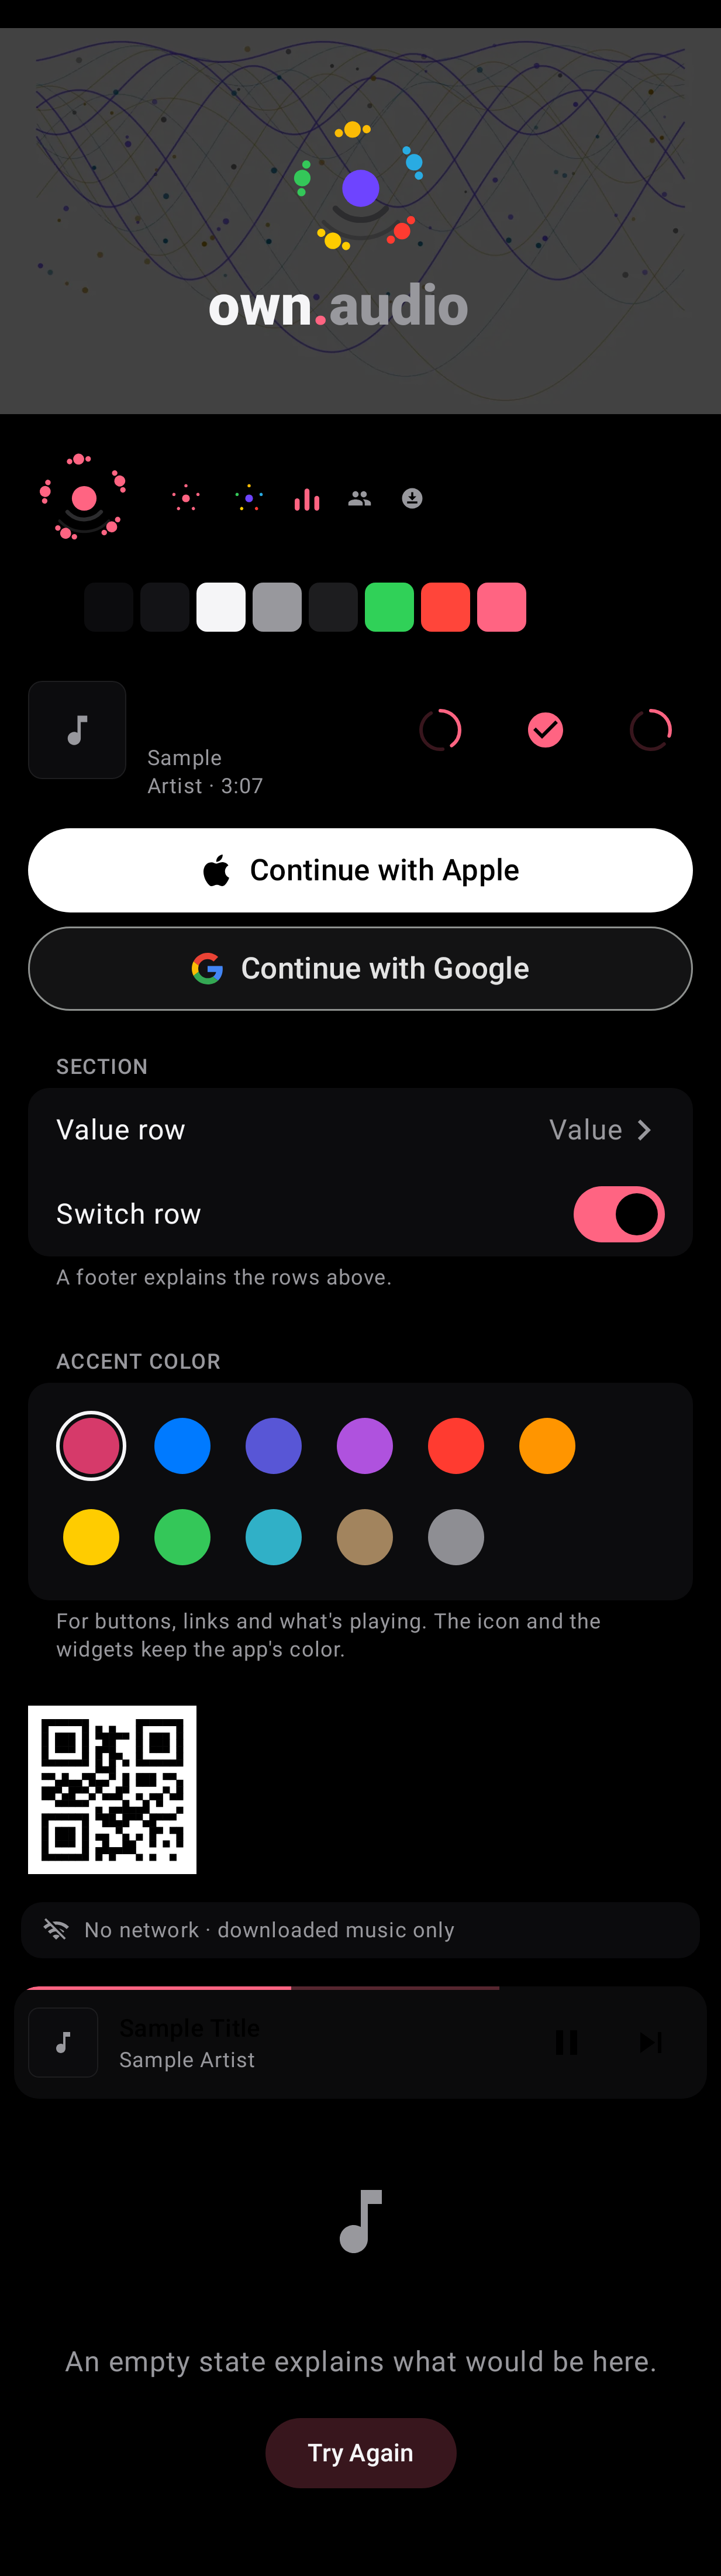 own.audio
Sample
Artist · 3:07
Continue with Apple
Continue with Google
SECTION
Value row
Value
Switch row
A footer explains the rows above.
ACCENT COLOR
For buttons, links and what's playing. The icon and the
widgets keep the app's color.
No network · downloaded music only
Sample Title
Sample Artist
An empty state explains what would be here.
Try Again